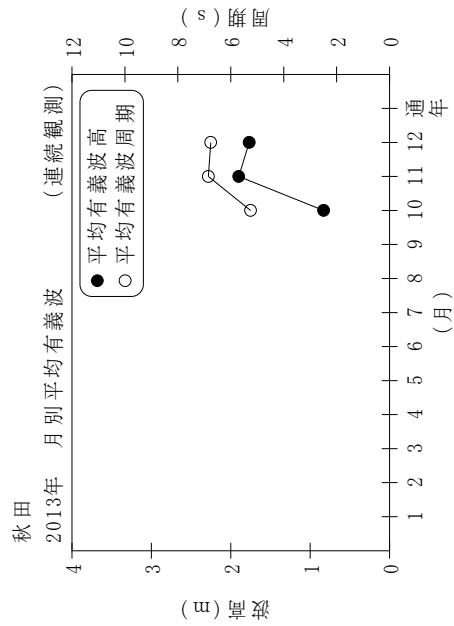 秋田
2013年 月別平均有義波 (連続観測)
● 平均有義波高
○ 平均有義波周期
波高(m)
4
3
2
1
0
周期(s)
12
10
8
6
4
2
0
1 2 3 4 5 6 7 8 9 10 11 12 通年
(月)